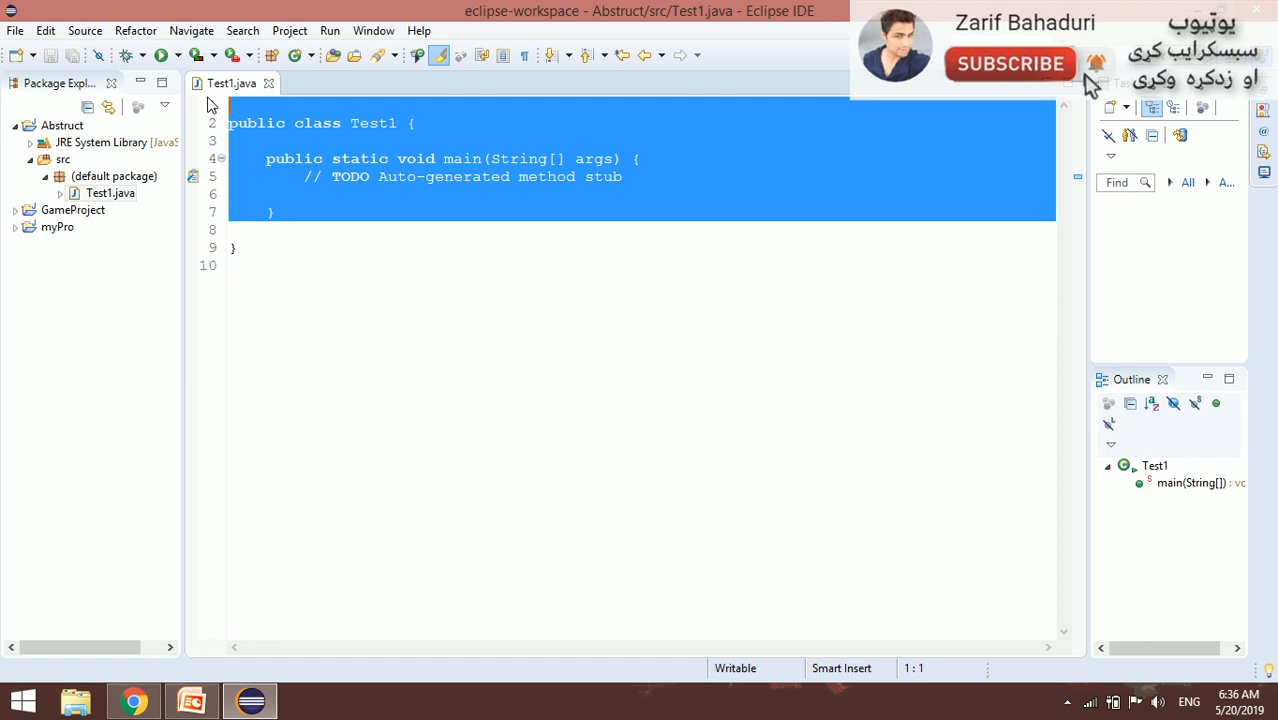 eclipse-workspace - Abstruct/src/Test1.java - Eclipse IDE
File Edit Source Refactor Navigate Search Project Run Window Help
Zarif Bahaduri
SUBSCRIBE
یوټیوب
سبسکرایب کړی
او زدکړه وکړی
Package Expl...
Test1.java
Abstruct
JRE System Library [JavaS
src
(default package)
Test1.java
GameProject
myPro
2 public class Test1 {
3
4 public static void main(String[] args) {
5 // TODO Auto-generated method stub
6
7 }
8
9 }
10
Find All A...
Outline
Test1
main(String[]) : vo
Writable Smart Insert 1 : 1
ENG
6:36 AM
5/20/2019